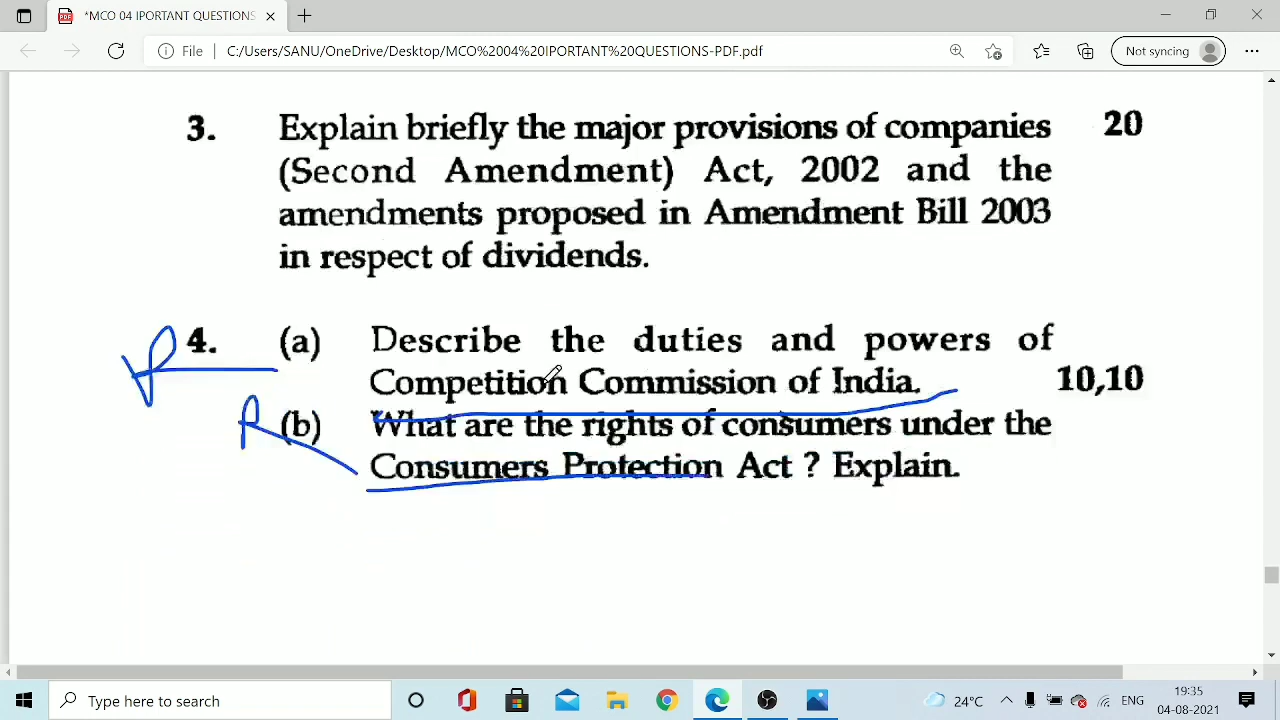 *MCO 04 IPORTANT QUESTIONS
File
C:/Users/SANU/OneDrive/Desktop/MCO%2004%20IPORTANT%20QUESTIONS-PDF.pdf
Not syncing
3. Explain briefly the major provisions of companies 20
(Second Amendment) Act, 2002 and the
amendments proposed in Amendment Bill 2003
in respect of dividends.
4. (a) Describe the duties and powers of
Competition Commission of India. 10,10
(b) What are the rights of consumers under the
Consumers Protection Act ? Explain.
Type here to search
24°C
ENG
19:35
04-08-2021